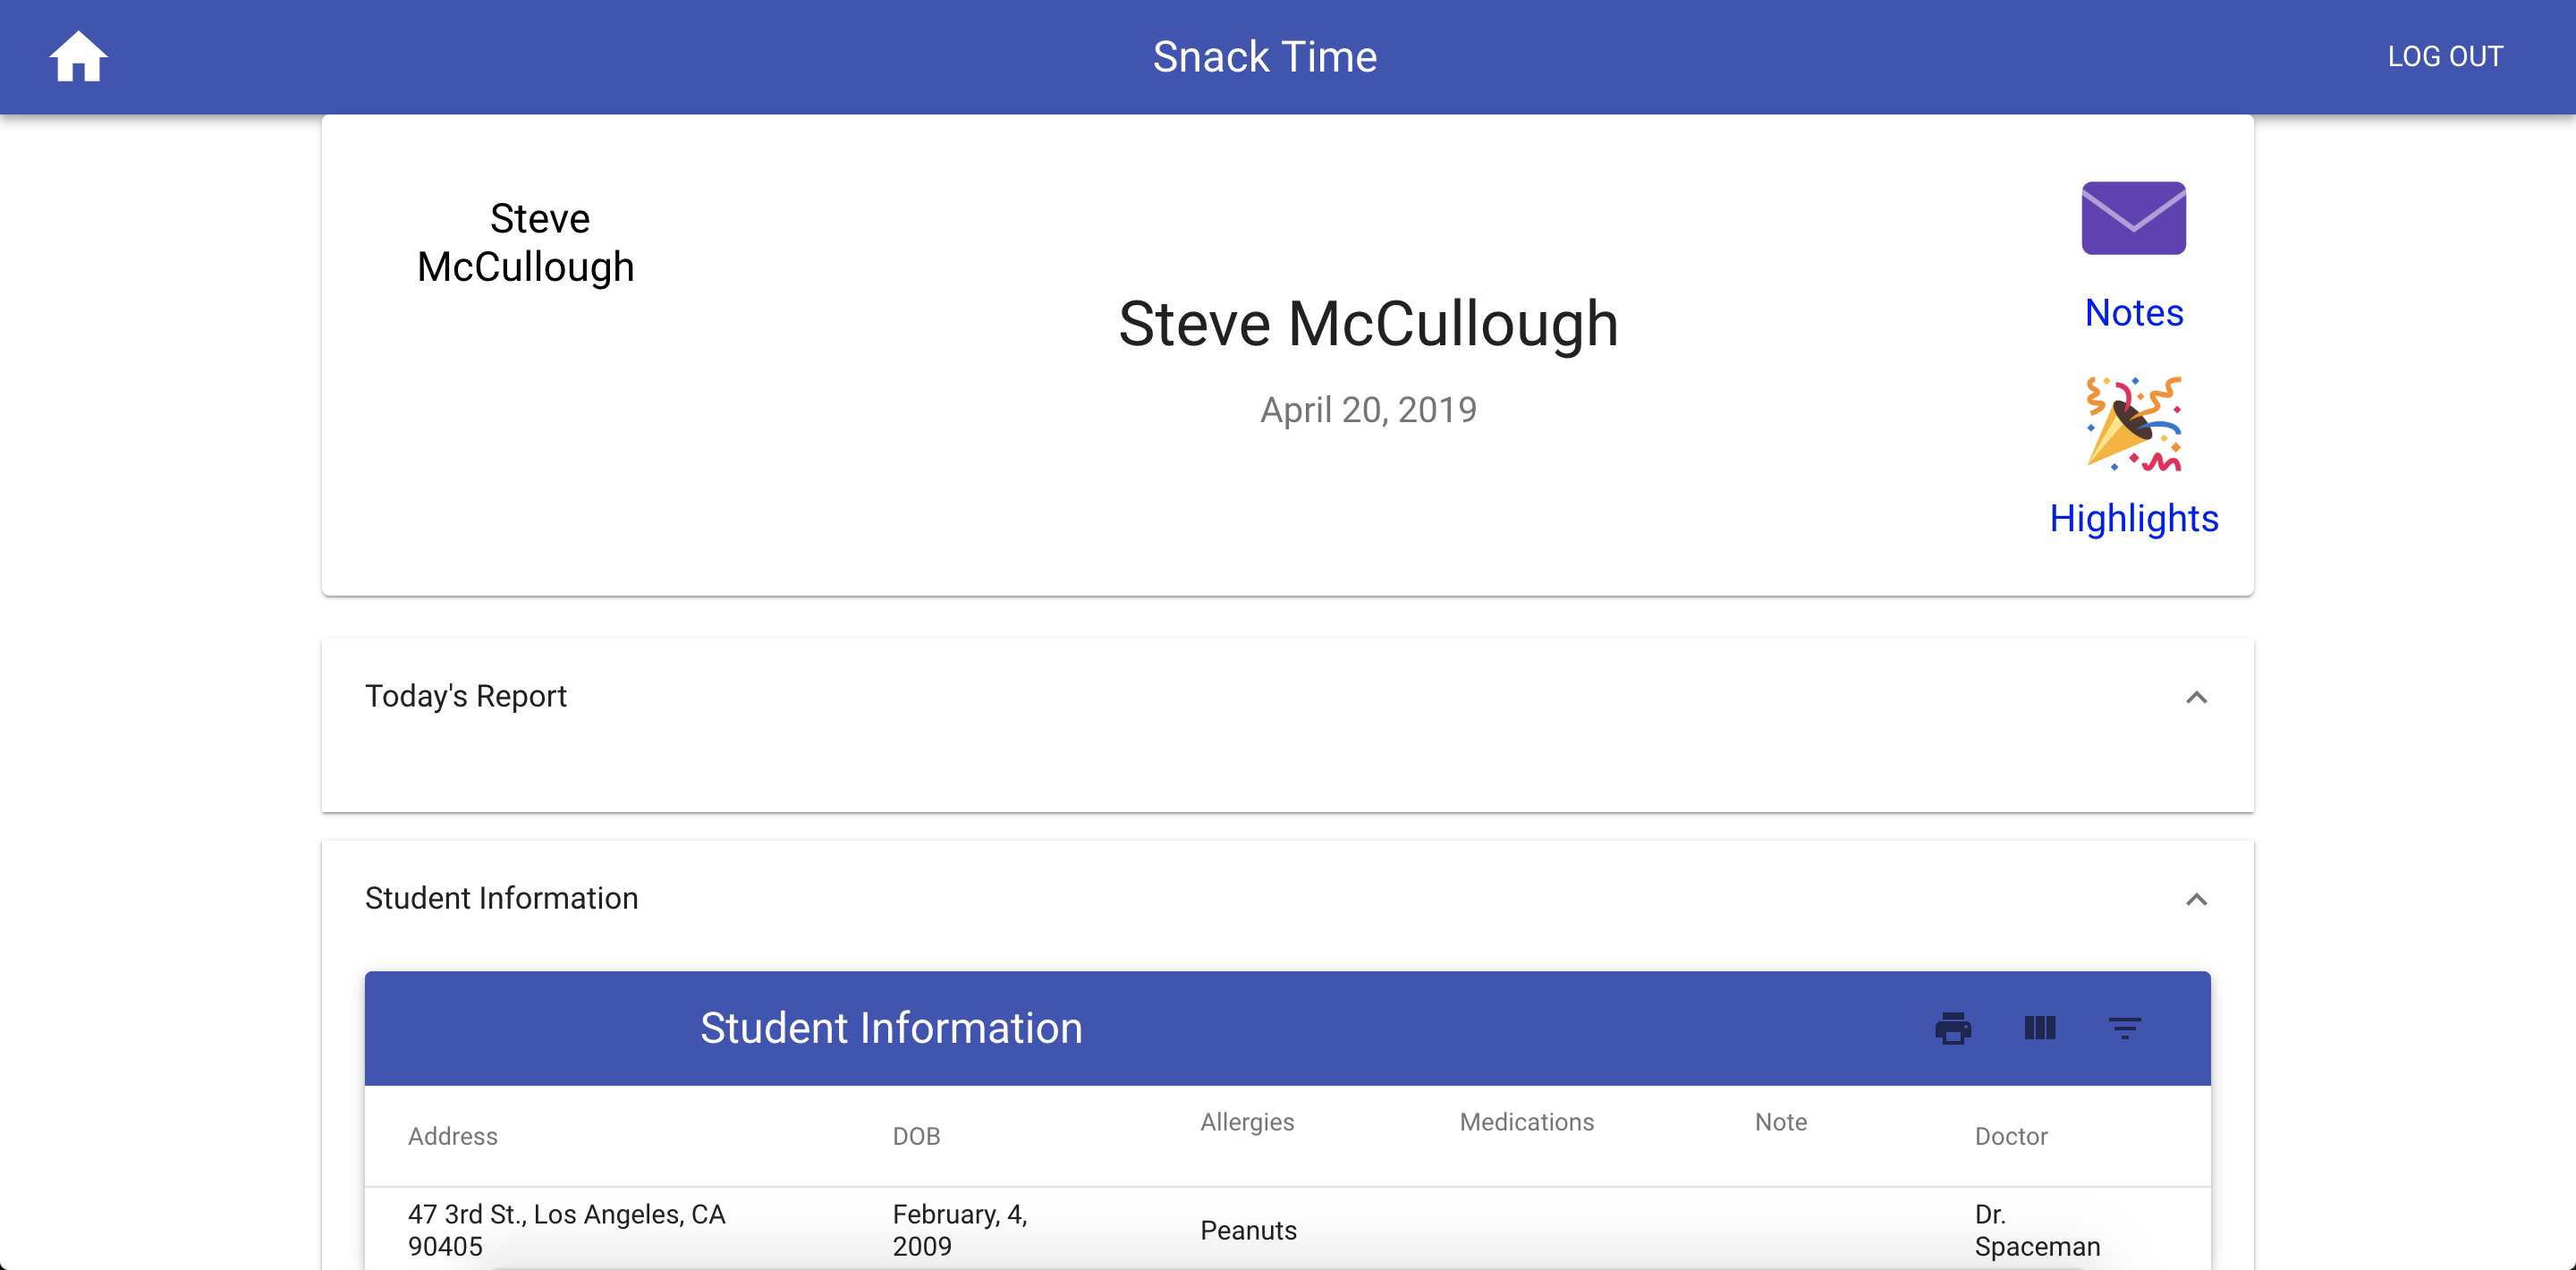 Snack Time
LOG OUT
Steve
McCullough
Steve McCullough
April 20, 2019
Notes
Highlights
Today's Report
Student Information
Student Information
Address
DOB
Allergies
Medications
Note
Doctor
47 3rd St., Los Angeles, CA
90405
February, 4,
2009
Peanuts
Dr.
Spaceman